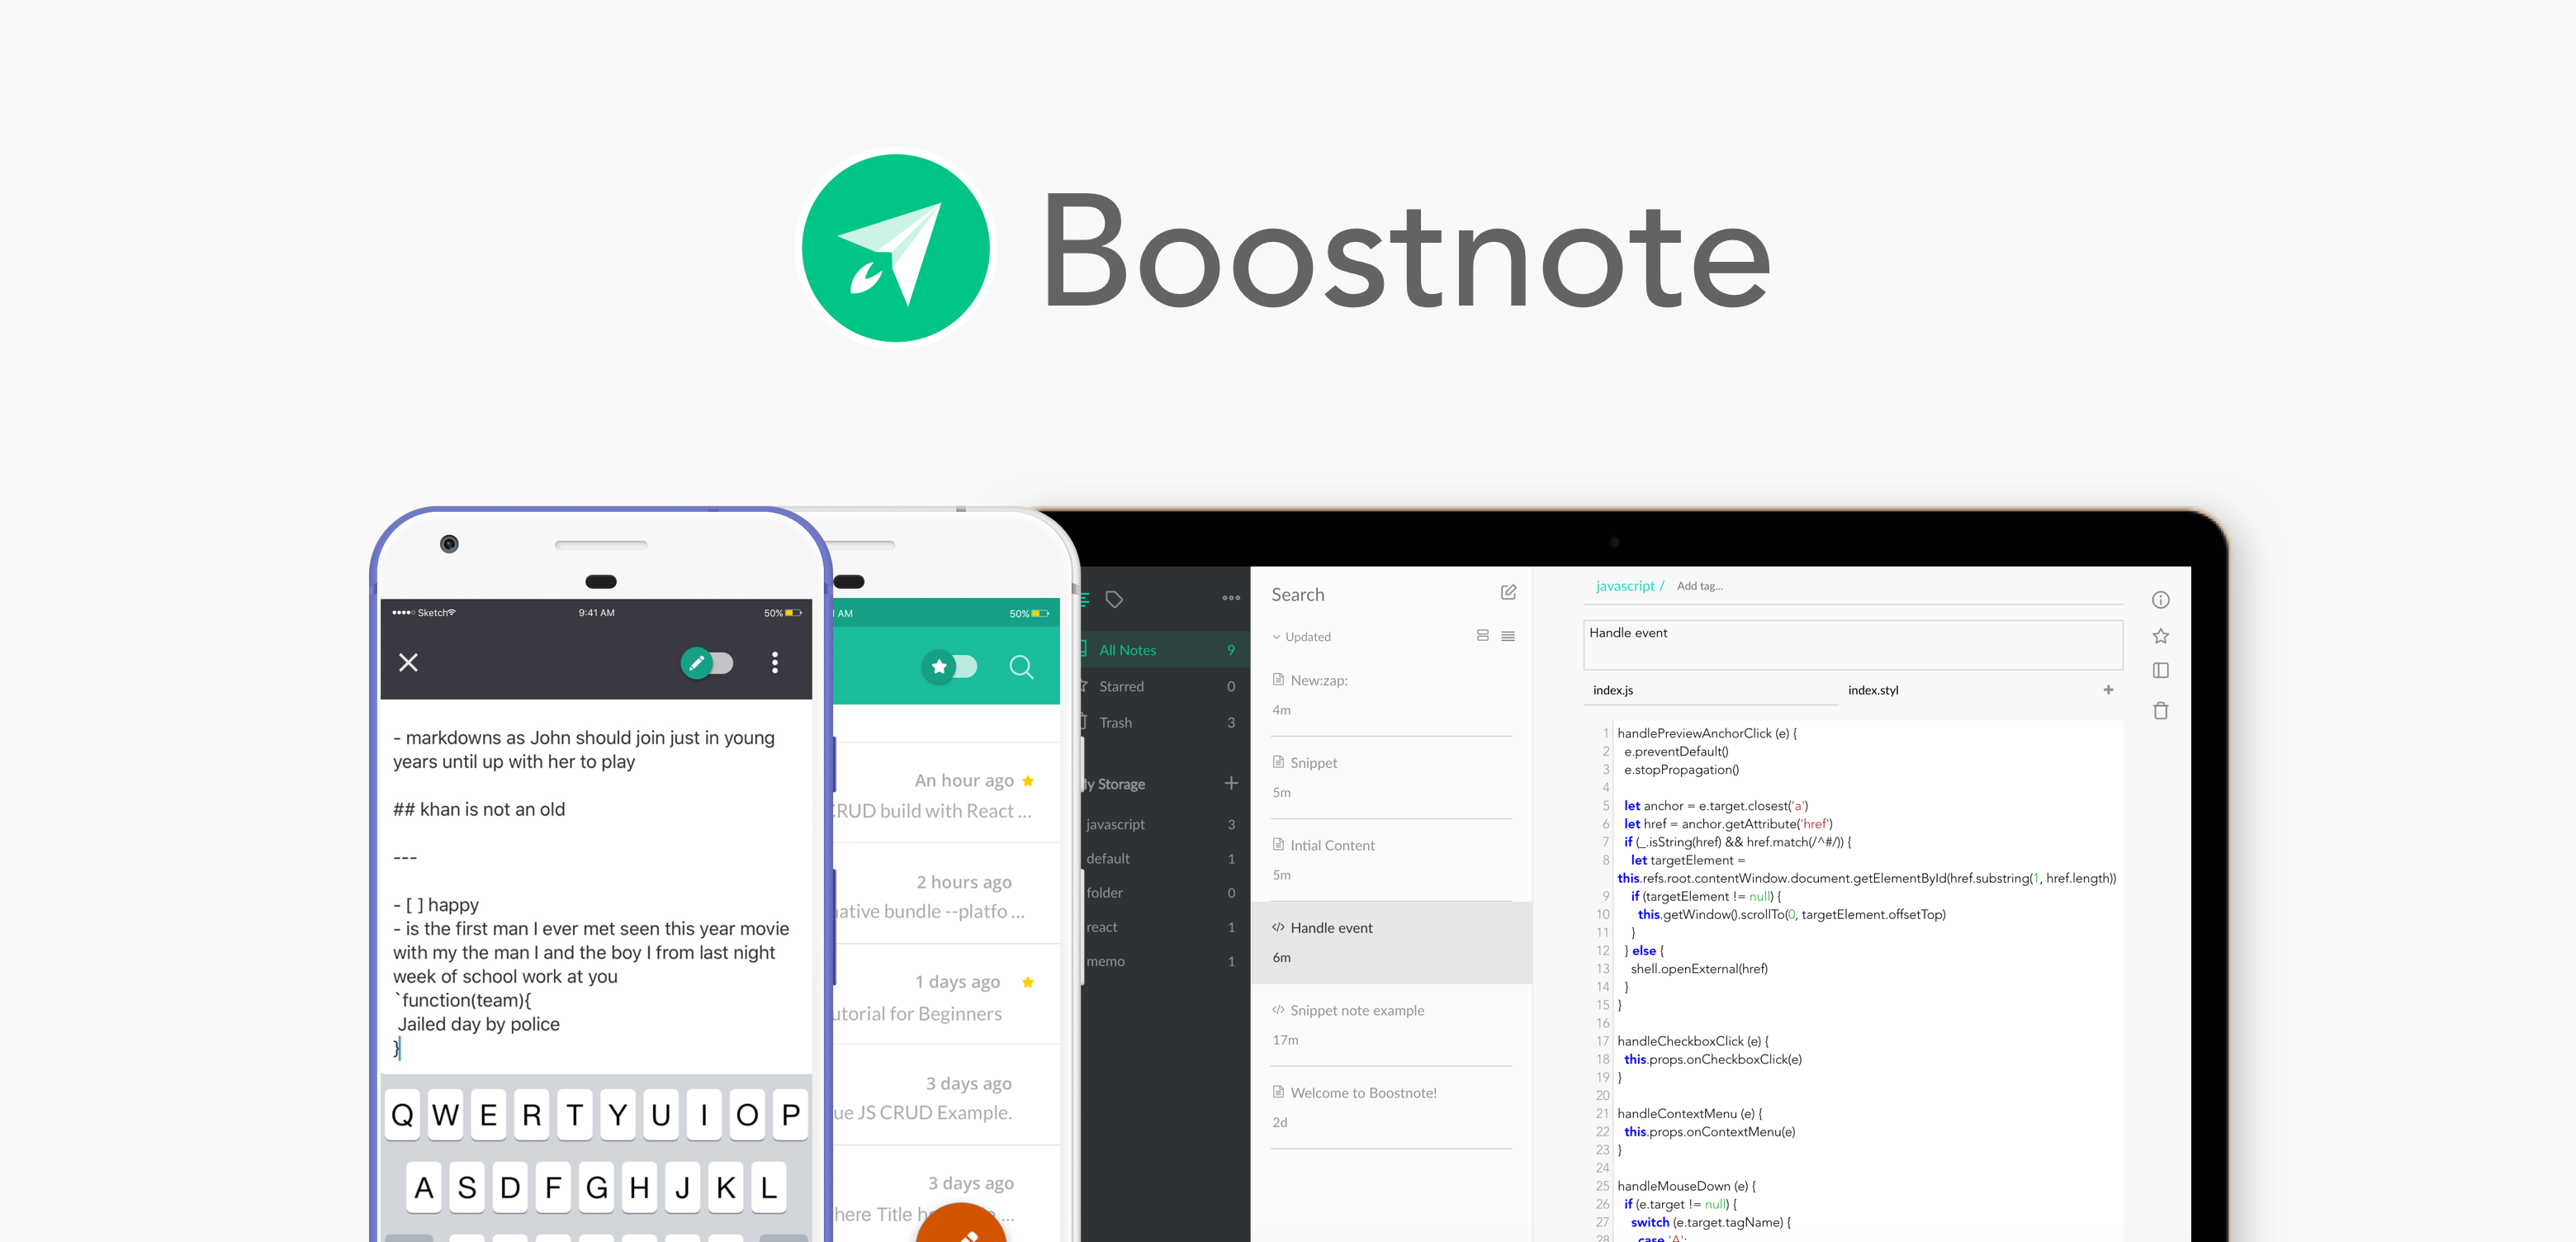 Boostnote
Sketch
9:41 AM
50%
- markdowns as John should join just in young
years until up with her to play
## khan is not an old
---
- [ ] happy
- is the first man I ever met seen this year movie
with my the man I and the boy I from last night
week of school work at you
`function(team){
Jailed day by police
}
Q W E R T Y U I O P
A S D F G H J K L
AM
50%
An hour ago
CRUD build with React ...
2 hours ago
ative bundle --platfo ...
1 days ago
utorial for Beginners
3 days ago
ue JS CRUD Example.
3 days ago
here Title
All Notes 9
Starred 0
Trash 3
y Storage
javascript 3
default 1
folder 0
react 1
memo 1
Search
Updated
New:zap:
4m
Snippet
5m
Intial Content
5m
</> Handle event
6m
</> Snippet note example
17m
Welcome to Boostnote!
2d
javascript / Add tag...
Handle event
index.js index.styl +
1 handlePreviewAnchorClick (e) {
2 e.preventDefault()
3 e.stopPropagation()
4
5 let anchor = e.target.closest('a')
6 let href = anchor.getAttribute('href')
7 if (_.isString(href) && href.match(/^#/)) {
8 let targetElement =
this.refs.root.contentWindow.document.getElementById(href.substring(1, href.length))
9 if (targetElement != null) {
10 this.getWindow().scrollTo(0, targetElement.offsetTop)
11 }
12 } else {
13 shell.openExternal(href)
14 }
15 }
16
17 handleCheckboxClick (e) {
18 this.props.onCheckboxClick(e)
19 }
20
21 handleContextMenu (e) {
22 this.props.onContextMenu(e)
23 }
24
25 handleMouseDown (e) {
26 if (e.target != null) {
27 switch (e.target.tagName) {
28 case 'A':